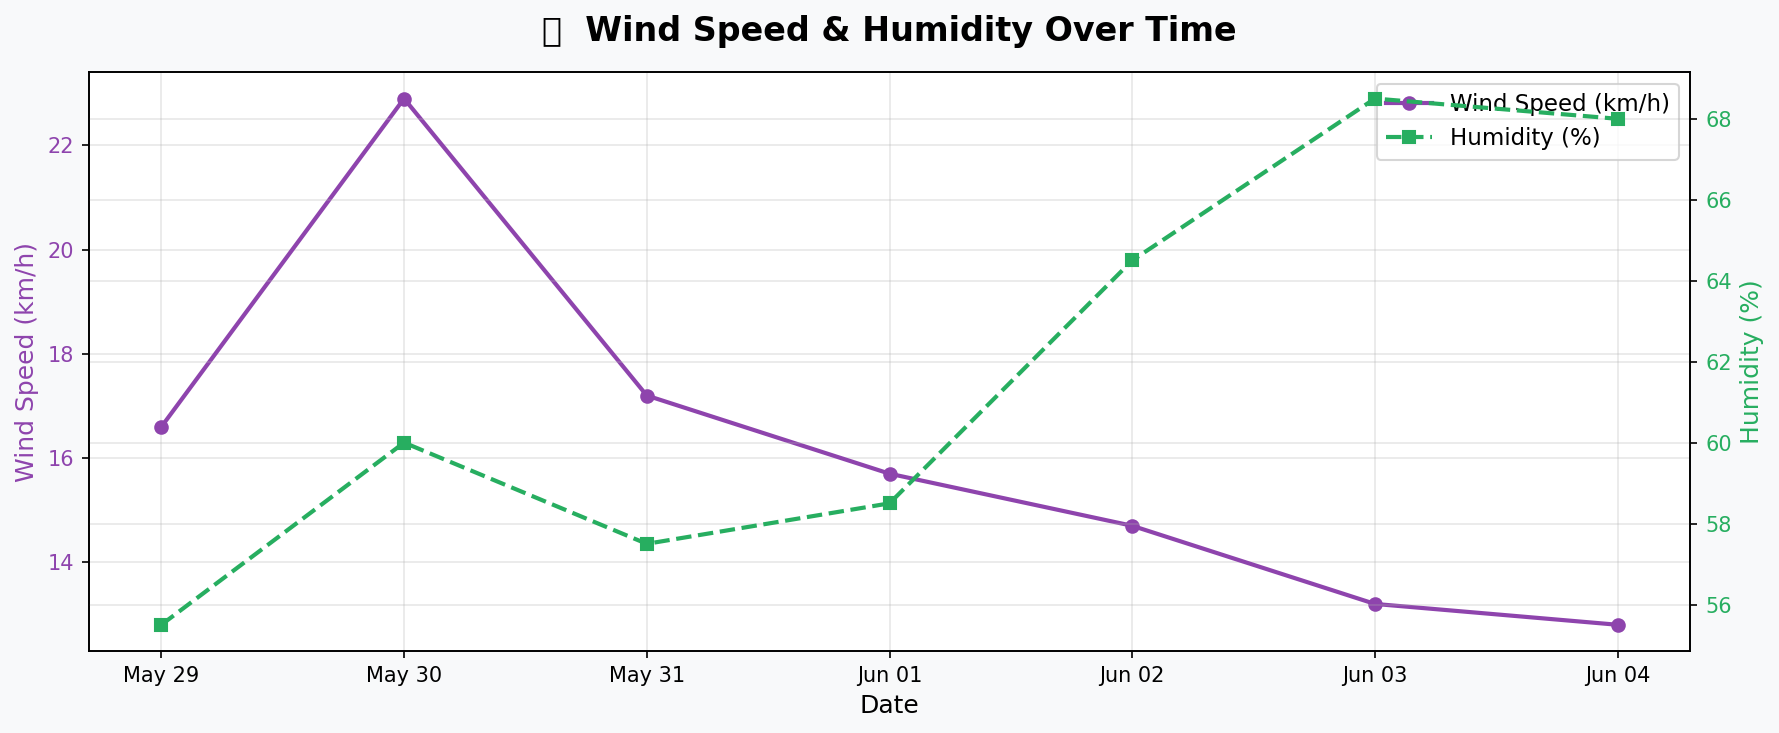 Wind Speed & Humidity Over Time
Wind Speed (km/h)
Humidity (%)
22
20
18
16
14
Wind Speed (km/h)
68
66
64
62
60
58
56
Humidity (%)
May 29 May 30 May 31 Jun 01 Jun 02 Jun 03 Jun 04
Date